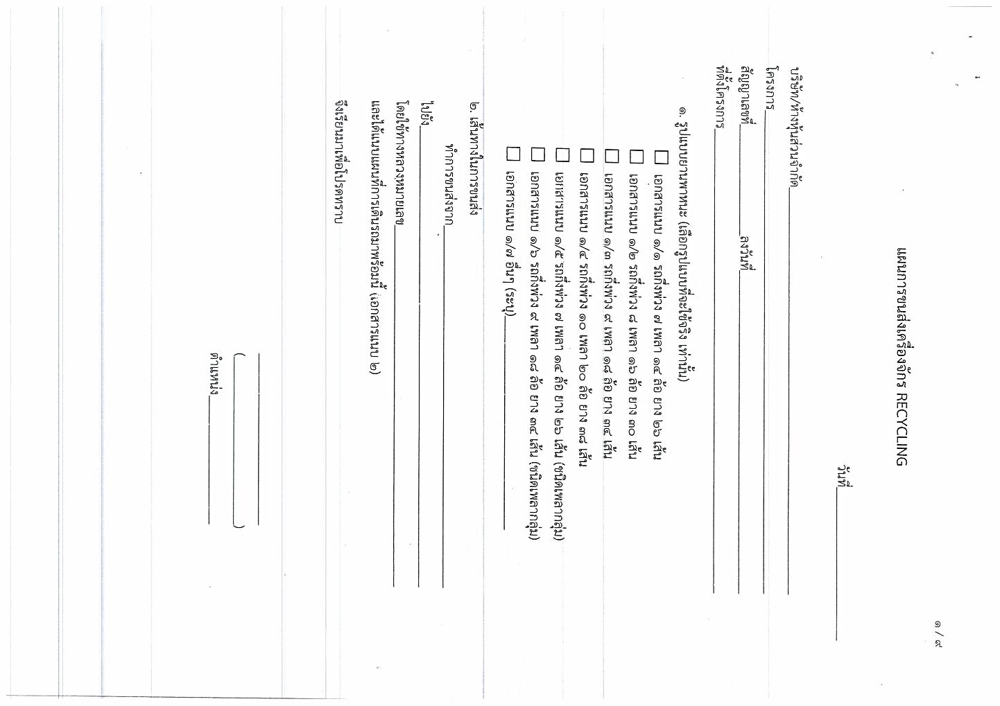 ๑ / ๙
แผนการขนส่งเครื่องจักร RECYCLING
วันที่
บริษัท/ห้างหุ้นส่วนจำกัด
โครงการ
สัญญาเลขที่ ลงวันที่
ที่ตั้งโครงการ
๑. รูปแบบยานพาหนะ (เลือกรูปแบบที่จะใช้จริง เท่านั้น)
เอกสารแนบ ๑/๑ รถกึ่งพ่วง ๗ เพลา ๑๔ ล้อ ยาง ๒๖ เส้น
เอกสารแนบ ๑/๒ รถกึ่งพ่วง ๘ เพลา ๑๖ ล้อ ยาง ๓๐ เส้น
เอกสารแนบ ๑/๓ รถกึ่งพ่วง ๙ เพลา ๑๘ ล้อ ยาง ๓๔ เส้น
เอกสารแนบ ๑/๔ รถกึ่งพ่วง ๑๐ เพลา ๒๐ ล้อ ยาง ๓๘ เส้น
เอกสารแนบ ๑/๕ รถกึ่งพ่วง ๗ เพลา ๑๔ ล้อ ยาง ๒๖ เส้น (ชนิดเพลากลุ่ม)
เอกสารแนบ ๑/๖ รถกึ่งพ่วง ๙ เพลา ๑๘ ล้อ ยาง ๓๔ เส้น (ชนิดเพลากลุ่ม)
เอกสารแนบ ๑/๗ อื่นๆ (ระบุ)
๒. เส้นทางในการขนส่ง
ทำการขนส่งจาก
ไปยัง
โดยใช้ทางหลวงหมายเลข
และได้แนบแผนที่การเดินรถมาพร้อมนี้ (เอกสารแนบ ๒)
จึงเรียนมาเพื่อโปรดทราบ
( )
ตำแหน่ง